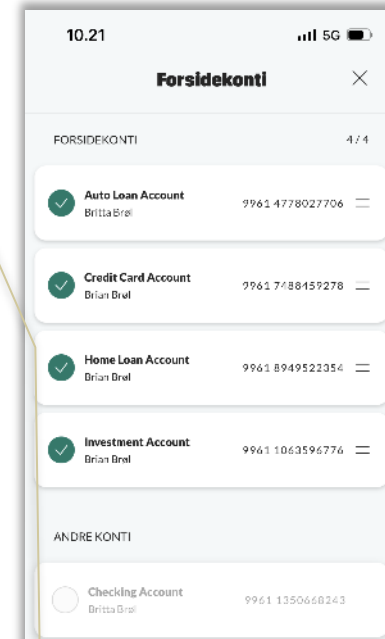 10.21
5G
Forsidekonti
FORSIDEKONTI 4 / 4
Auto Loan Account
Britta Brøl
9961 4778027706
Credit Card Account
Brian Brøl
9961 7488459278
Home Loan Account
Brian Brøl
9961 8949522354
Investment Account
Brian Brøl
9961 1063596776
ANDRE KONTI
Checking Account
Britta Brøl
9961 1350668243